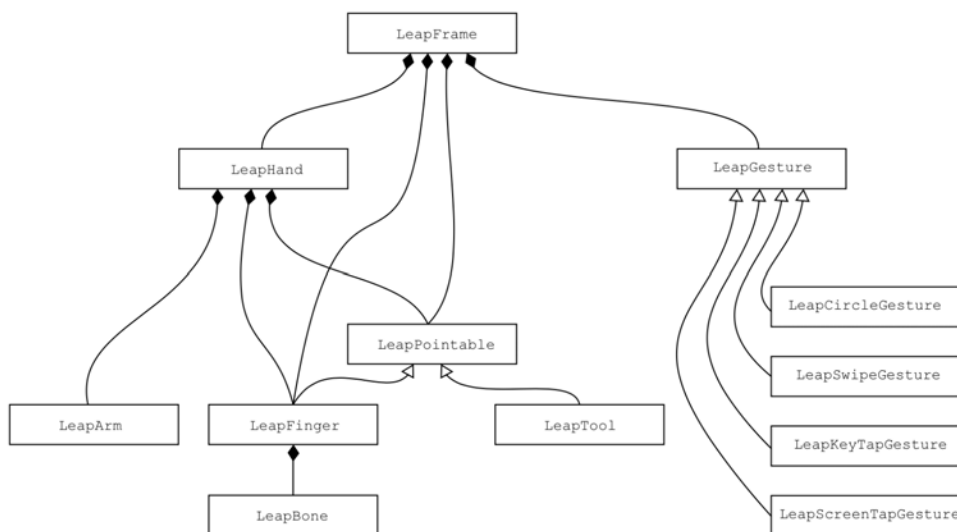 LeapFrame
LeapHand
LeapGesture
LeapCircleGesture
LeapPointable
LeapSwipeGesture
LeapArm
LeapFinger
LeapTool
LeapKeyTapGesture
LeapBone
LeapScreenTapGesture